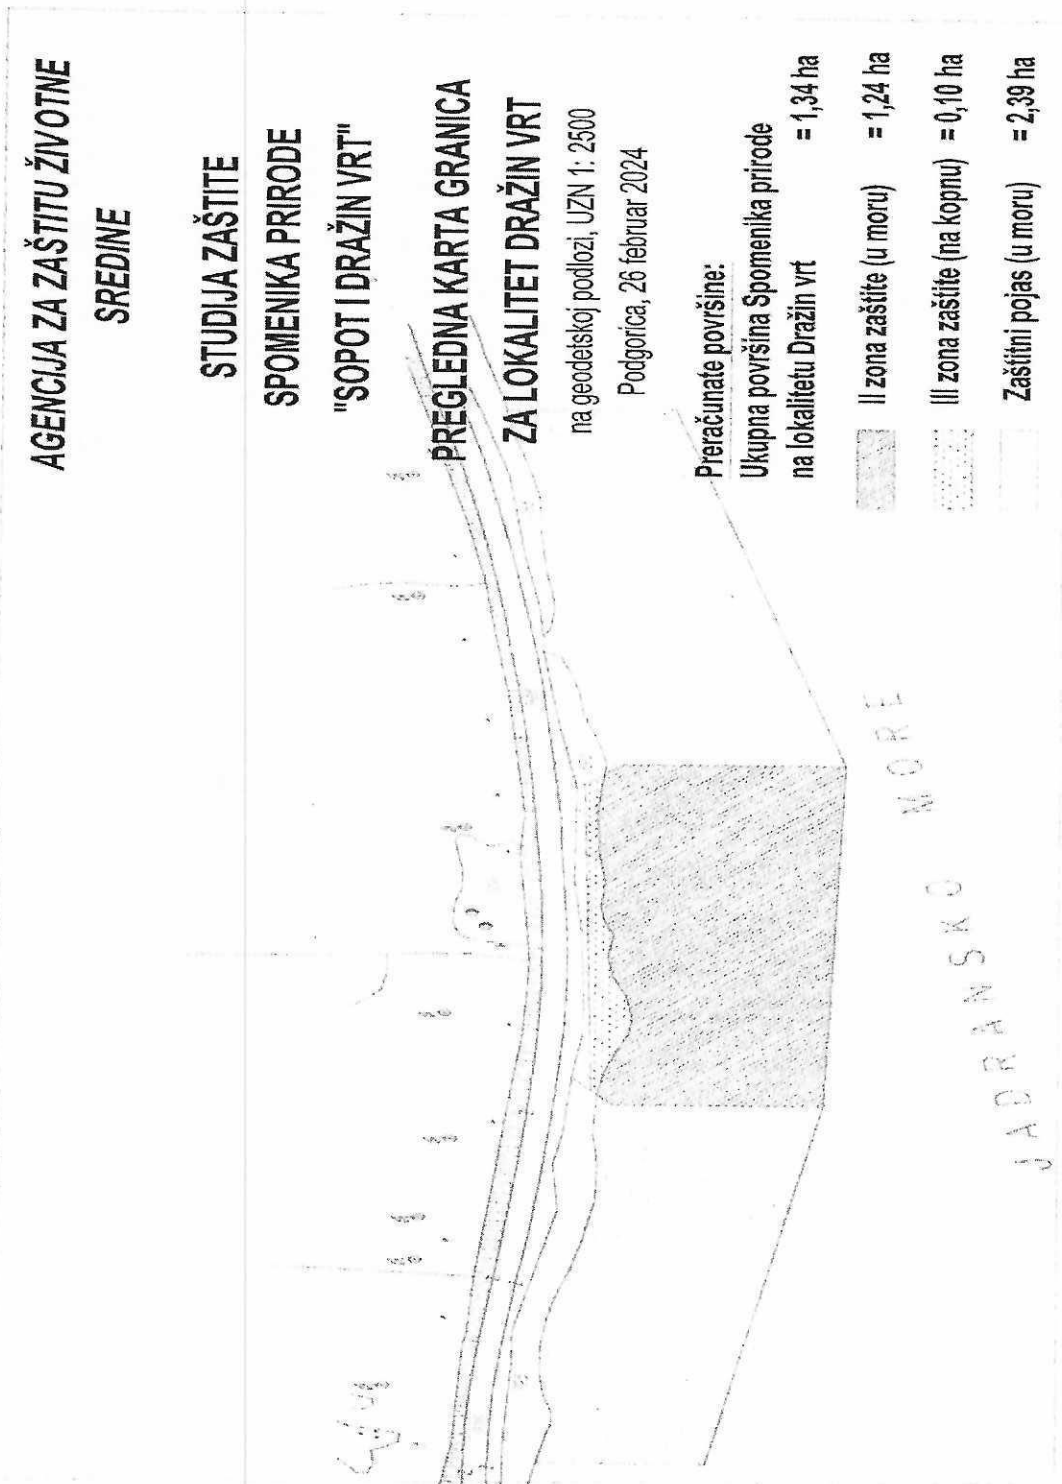 AGENCIJA ZA ZAŠTITU ŽIVOTNE
SREDINE
STUDIJA ZAŠTITE
SPOMENIKA PRIRODE
"SOPOT I DRAŽIN VRT"
PREGLEDNA KARTA GRANICA
ZA LOKALITET DRAŽIN VRT
na geodetskoj podlozi, UZN 1: 2500
Podgorica, 26 februar 2024
Preračunate površine:
Ukupna površina Spomenika prirode
na lokalitetu Dražin vrt = 1,34 ha
II zona zaštite (u moru) = 1,24 ha
III zona zaštite (na kopnu) = 0,10 ha
Zaštitni pojas (u moru) = 2,39 ha
JADRANSKO MORE